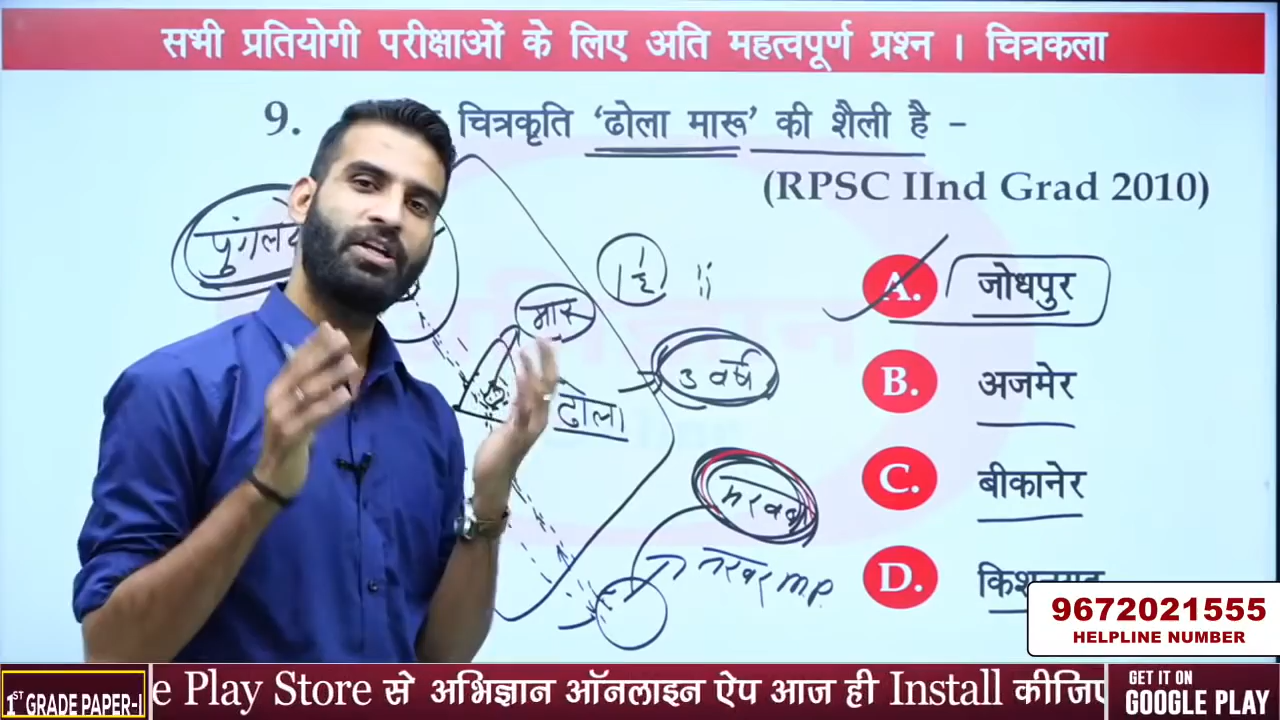 सभी प्रतियोगी परीक्षाओं के लिए अति महत्वपूर्ण प्रश्न । चित्रकला
9. चित्रकृति ‘ढोला मारू’ की शैली है –
(RPSC IInd Grad 2010)
A. जोधपुर
B. अजमेर
C. बीकानेर
D.
मारू
ढोला
3 वर्ष
नरवर M.P.
9672021555
HELPLINE NUMBER
1ST GRADE PAPER-I
e Play Store से अभिज्ञान ऑनलाइन ऐप आज ही Install कीजिए
GET IT ON
GOOGLE PLAY